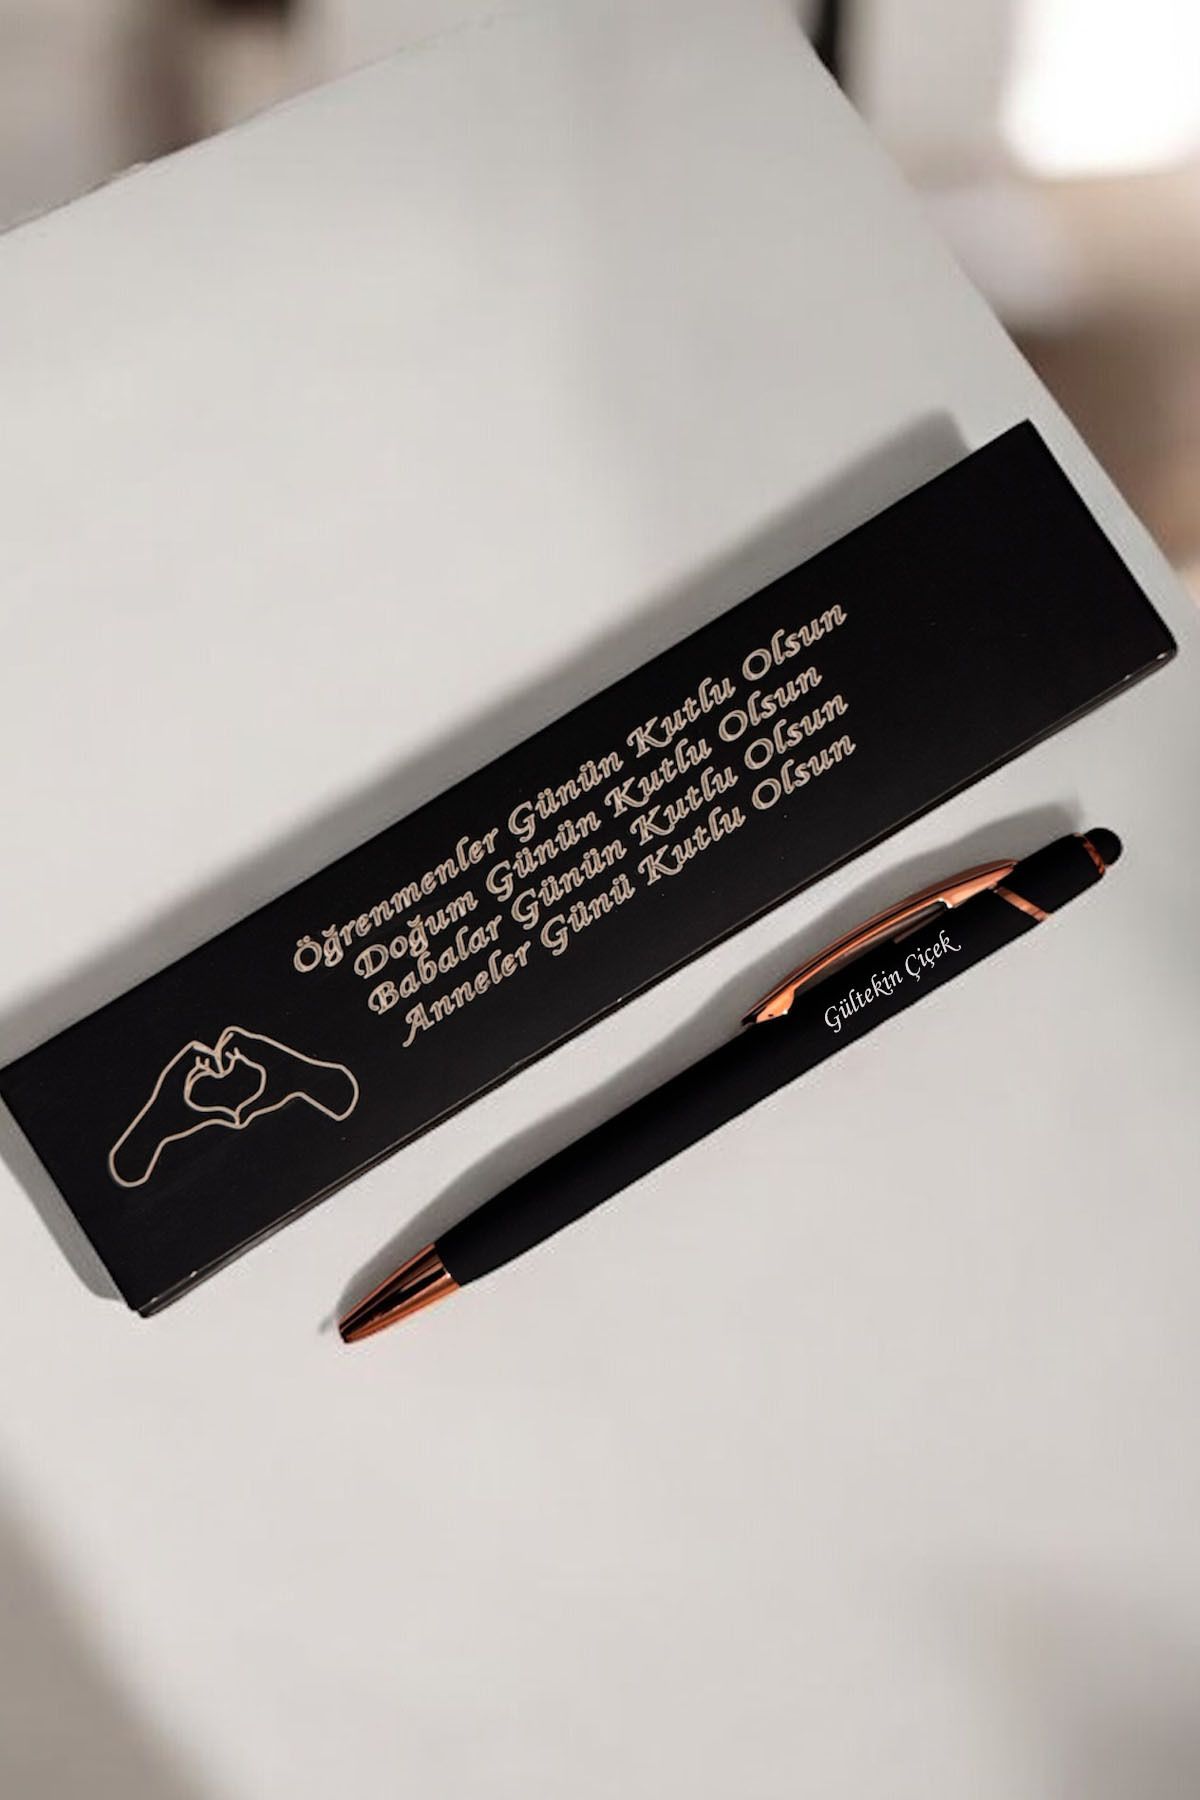 Öğrenmenler Günün Kutlu Olsun
Doğum Günün Kutlu Olsun
Babalar Günün Kutlu Olsun
Anneler Günü Kutlu Olsun
Gültekin Çiçek